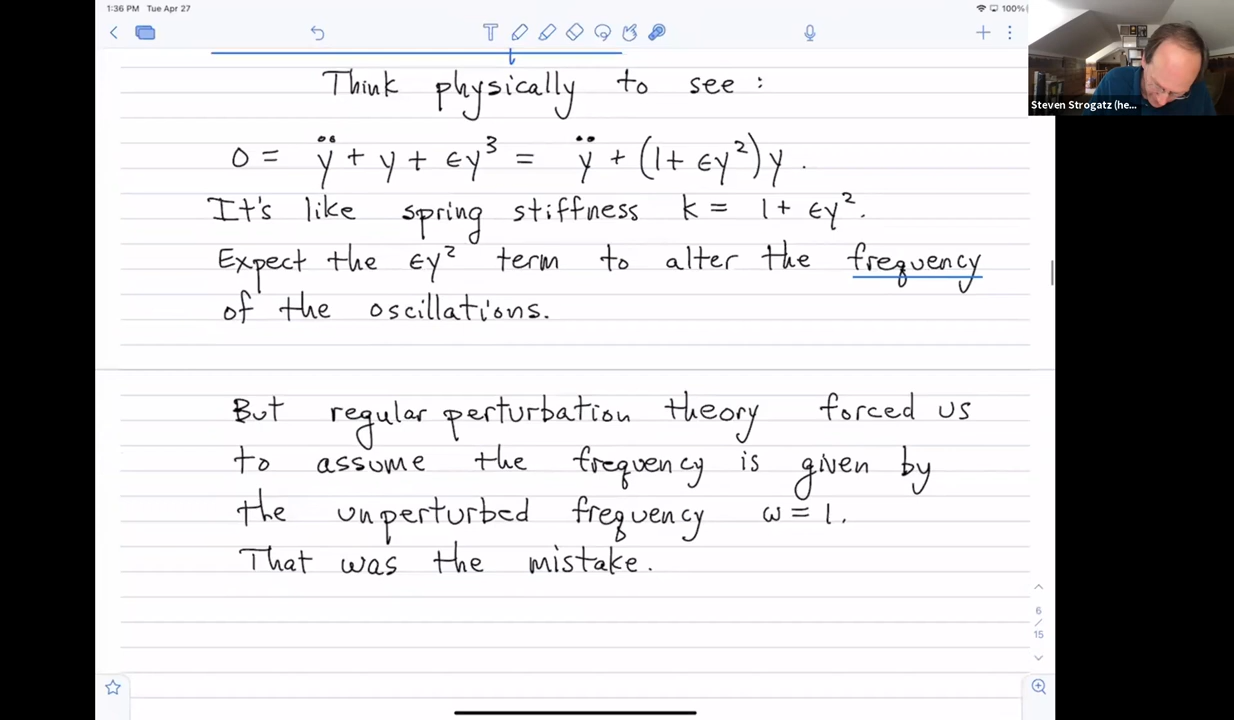 1:36 PM Tue Apr 27
100%
Steven Strogatz (he...
Think physically to see :
0 = ÿ + y + ϵy³ = ÿ + (1 + ϵy²) y .
It's like spring stiffness k = 1 + ϵy².
Expect the ϵy² term to alter the frequency
of the oscillations.
But regular perturbation theory forced us
to assume the frequency is given by
the unperturbed frequency ω = 1.
That was the mistake.
6
/
15